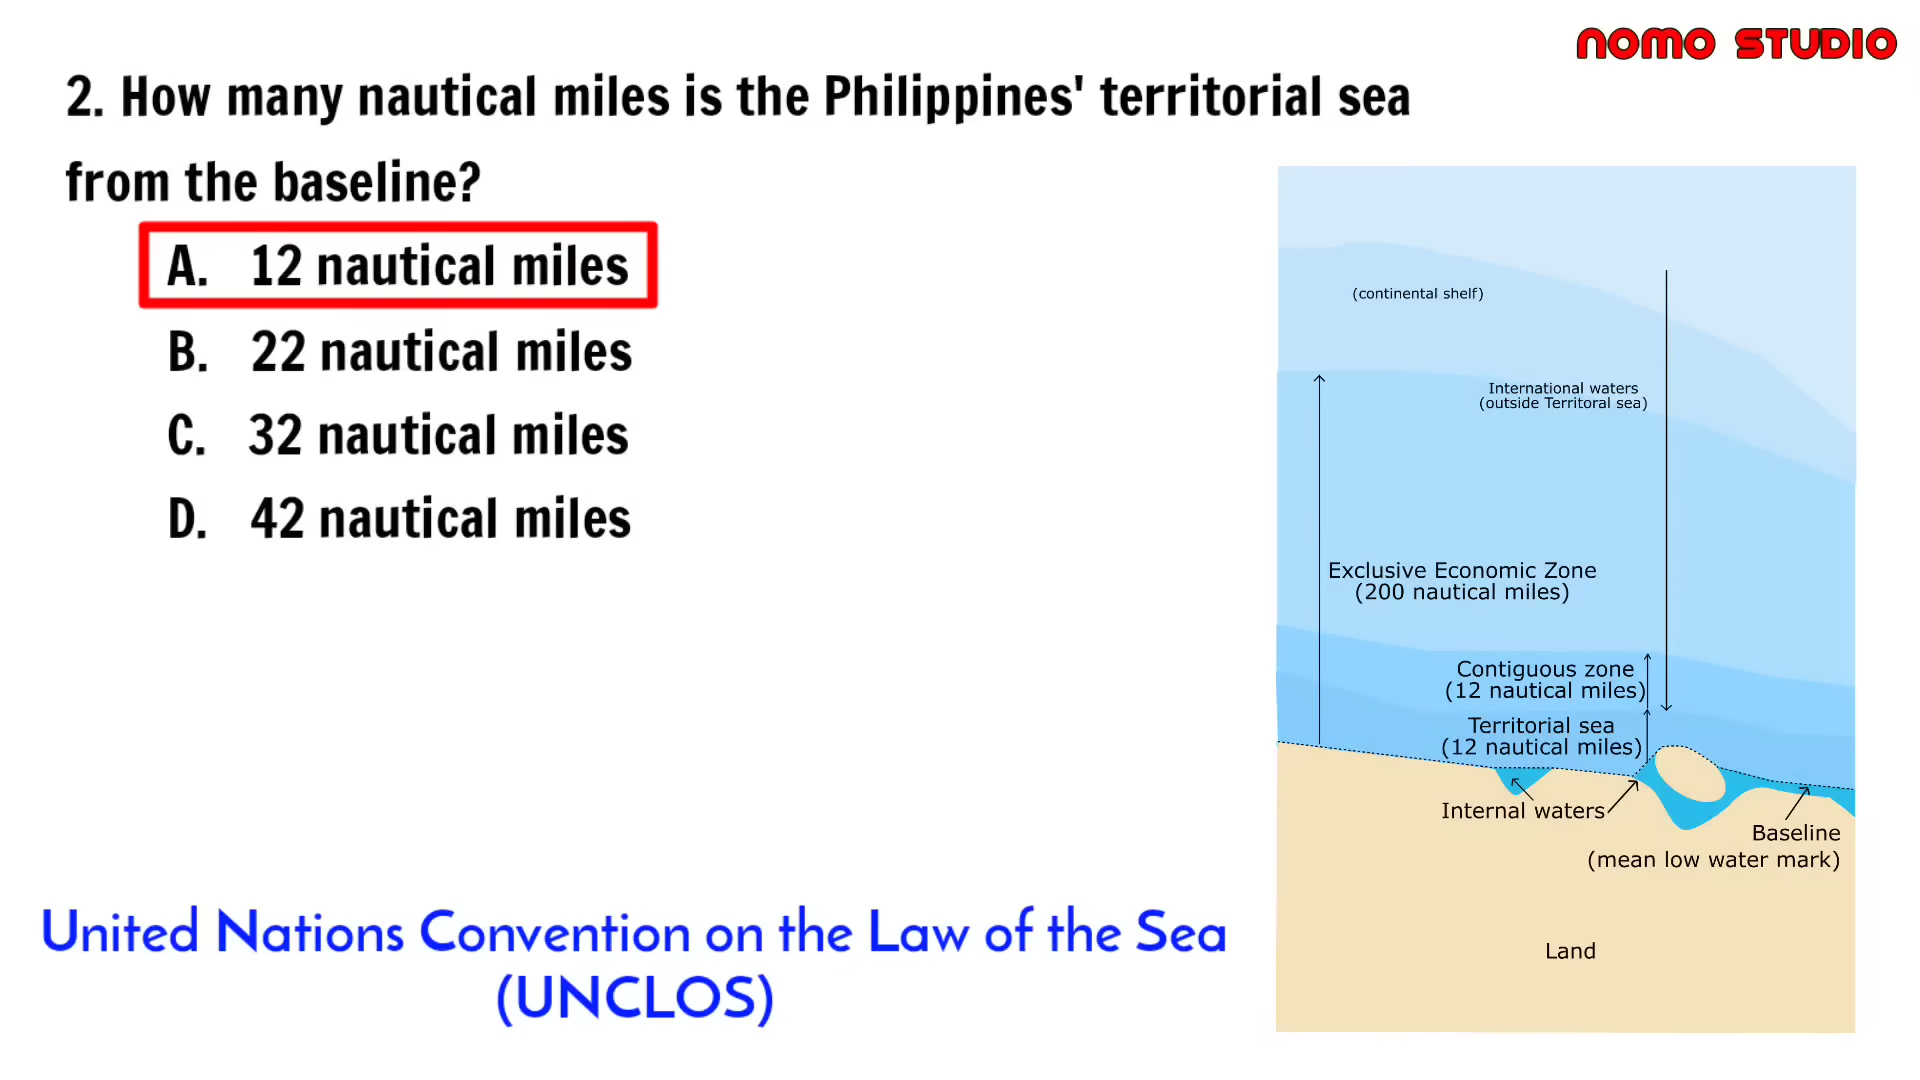 NOMO STUDIO
2. How many nautical miles is the Philippines' territorial sea
from the baseline?
A. 12 nautical miles
B. 22 nautical miles
C. 32 nautical miles
D. 42 nautical miles
(continental shelf)
International waters
(outside Territoral sea)
Exclusive Economic Zone
(200 nautical miles)
Contiguous zone
(12 nautical miles)
Territorial sea
(12 nautical miles)
Internal waters
Baseline
(mean low water mark)
Land
United Nations Convention on the Law of the Sea
(UNCLOS)